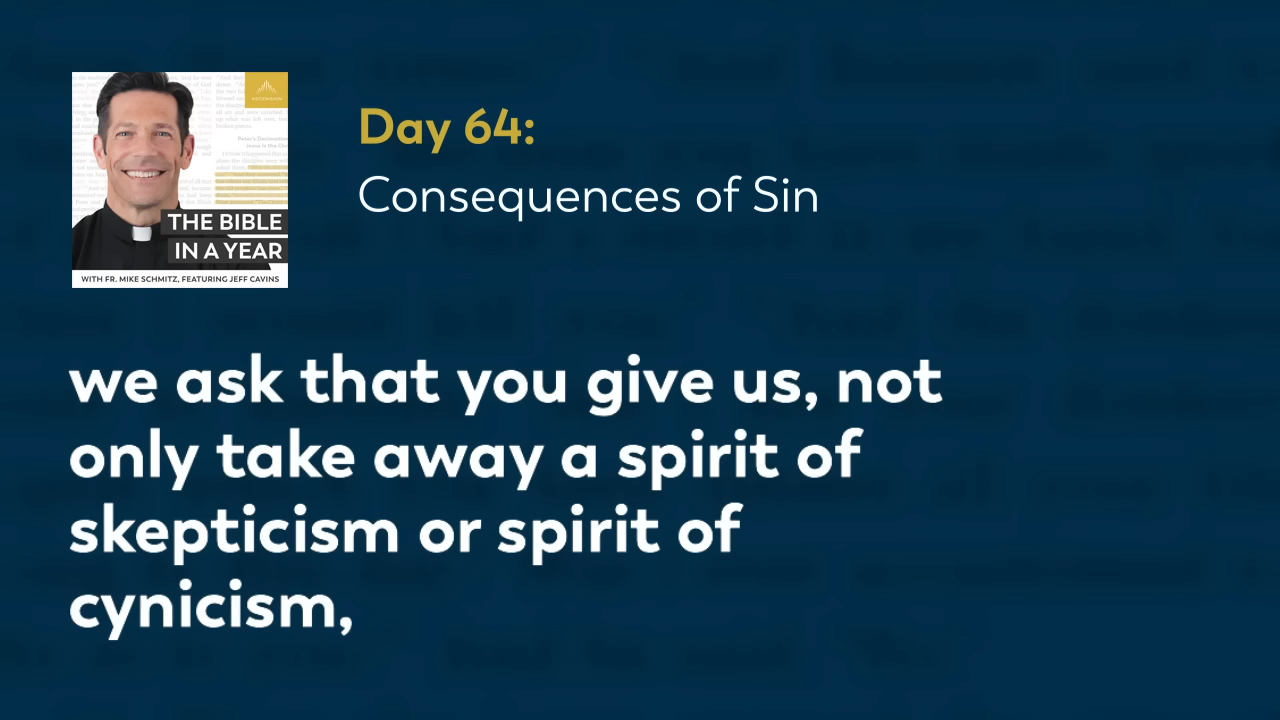 ASCENSION
THE BIBLE
IN A YEAR
WITH FR. MIKE SCHMITZ, FEATURING JEFF CAVINS
Day 64:
Consequences of Sin
we ask that you give us, not
only take away a spirit of
skepticism or spirit of
cynicism,